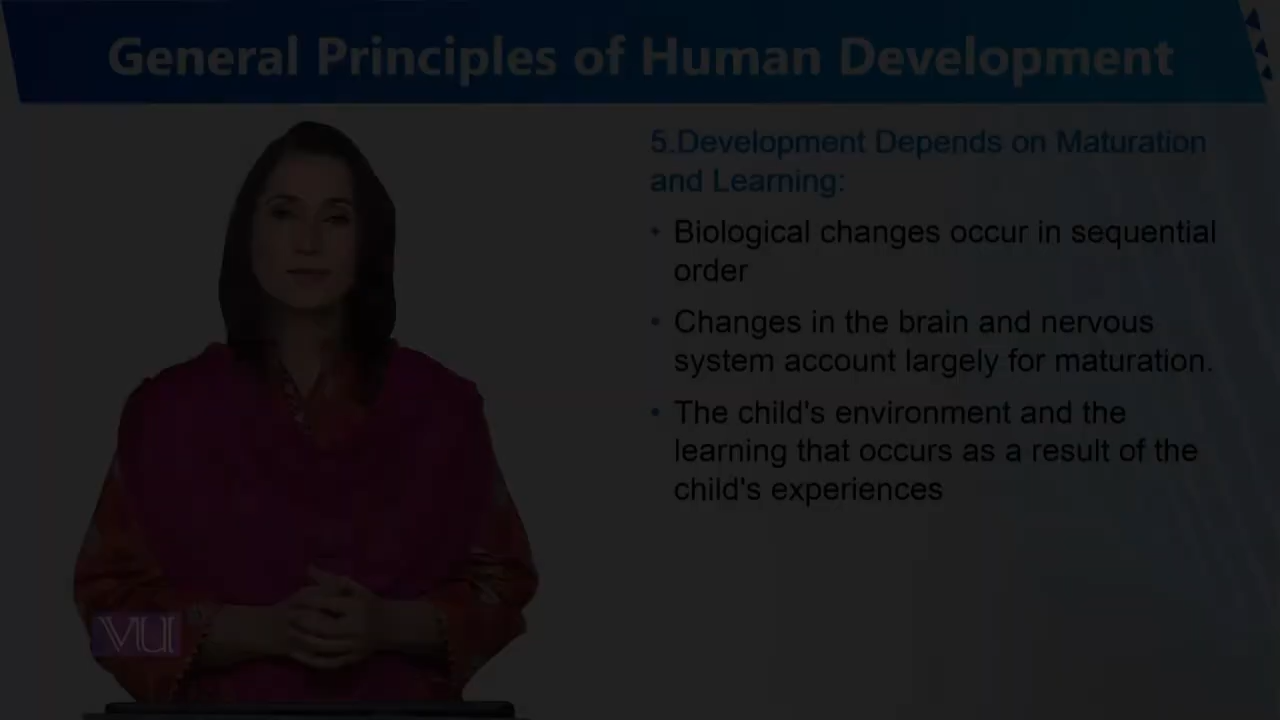 General Principles of Human Development
5.Development Depends on Maturation
and Learning:
• Biological changes occur in sequential
order
• Changes in the brain and nervous
system account largely for maturation.
• The child's environment and the
learning that occurs as a result of the
child's experiences
VU